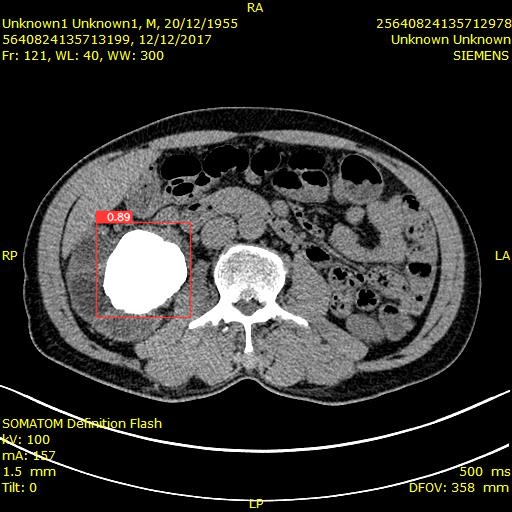 RA
Unknown1 Unknown1, M, 20/12/1955
5640824135713199, 12/12/2017
Fr: 121, WL: 40, WW: 300
25640824135712978
Unknown Unknown
SIEMENS
0.89
RP
LA
SOMATOM Definition Flash
kV: 100
mA: 157
1.5 mm
Tilt: 0
500 ms
DFOV: 358 mm
LP